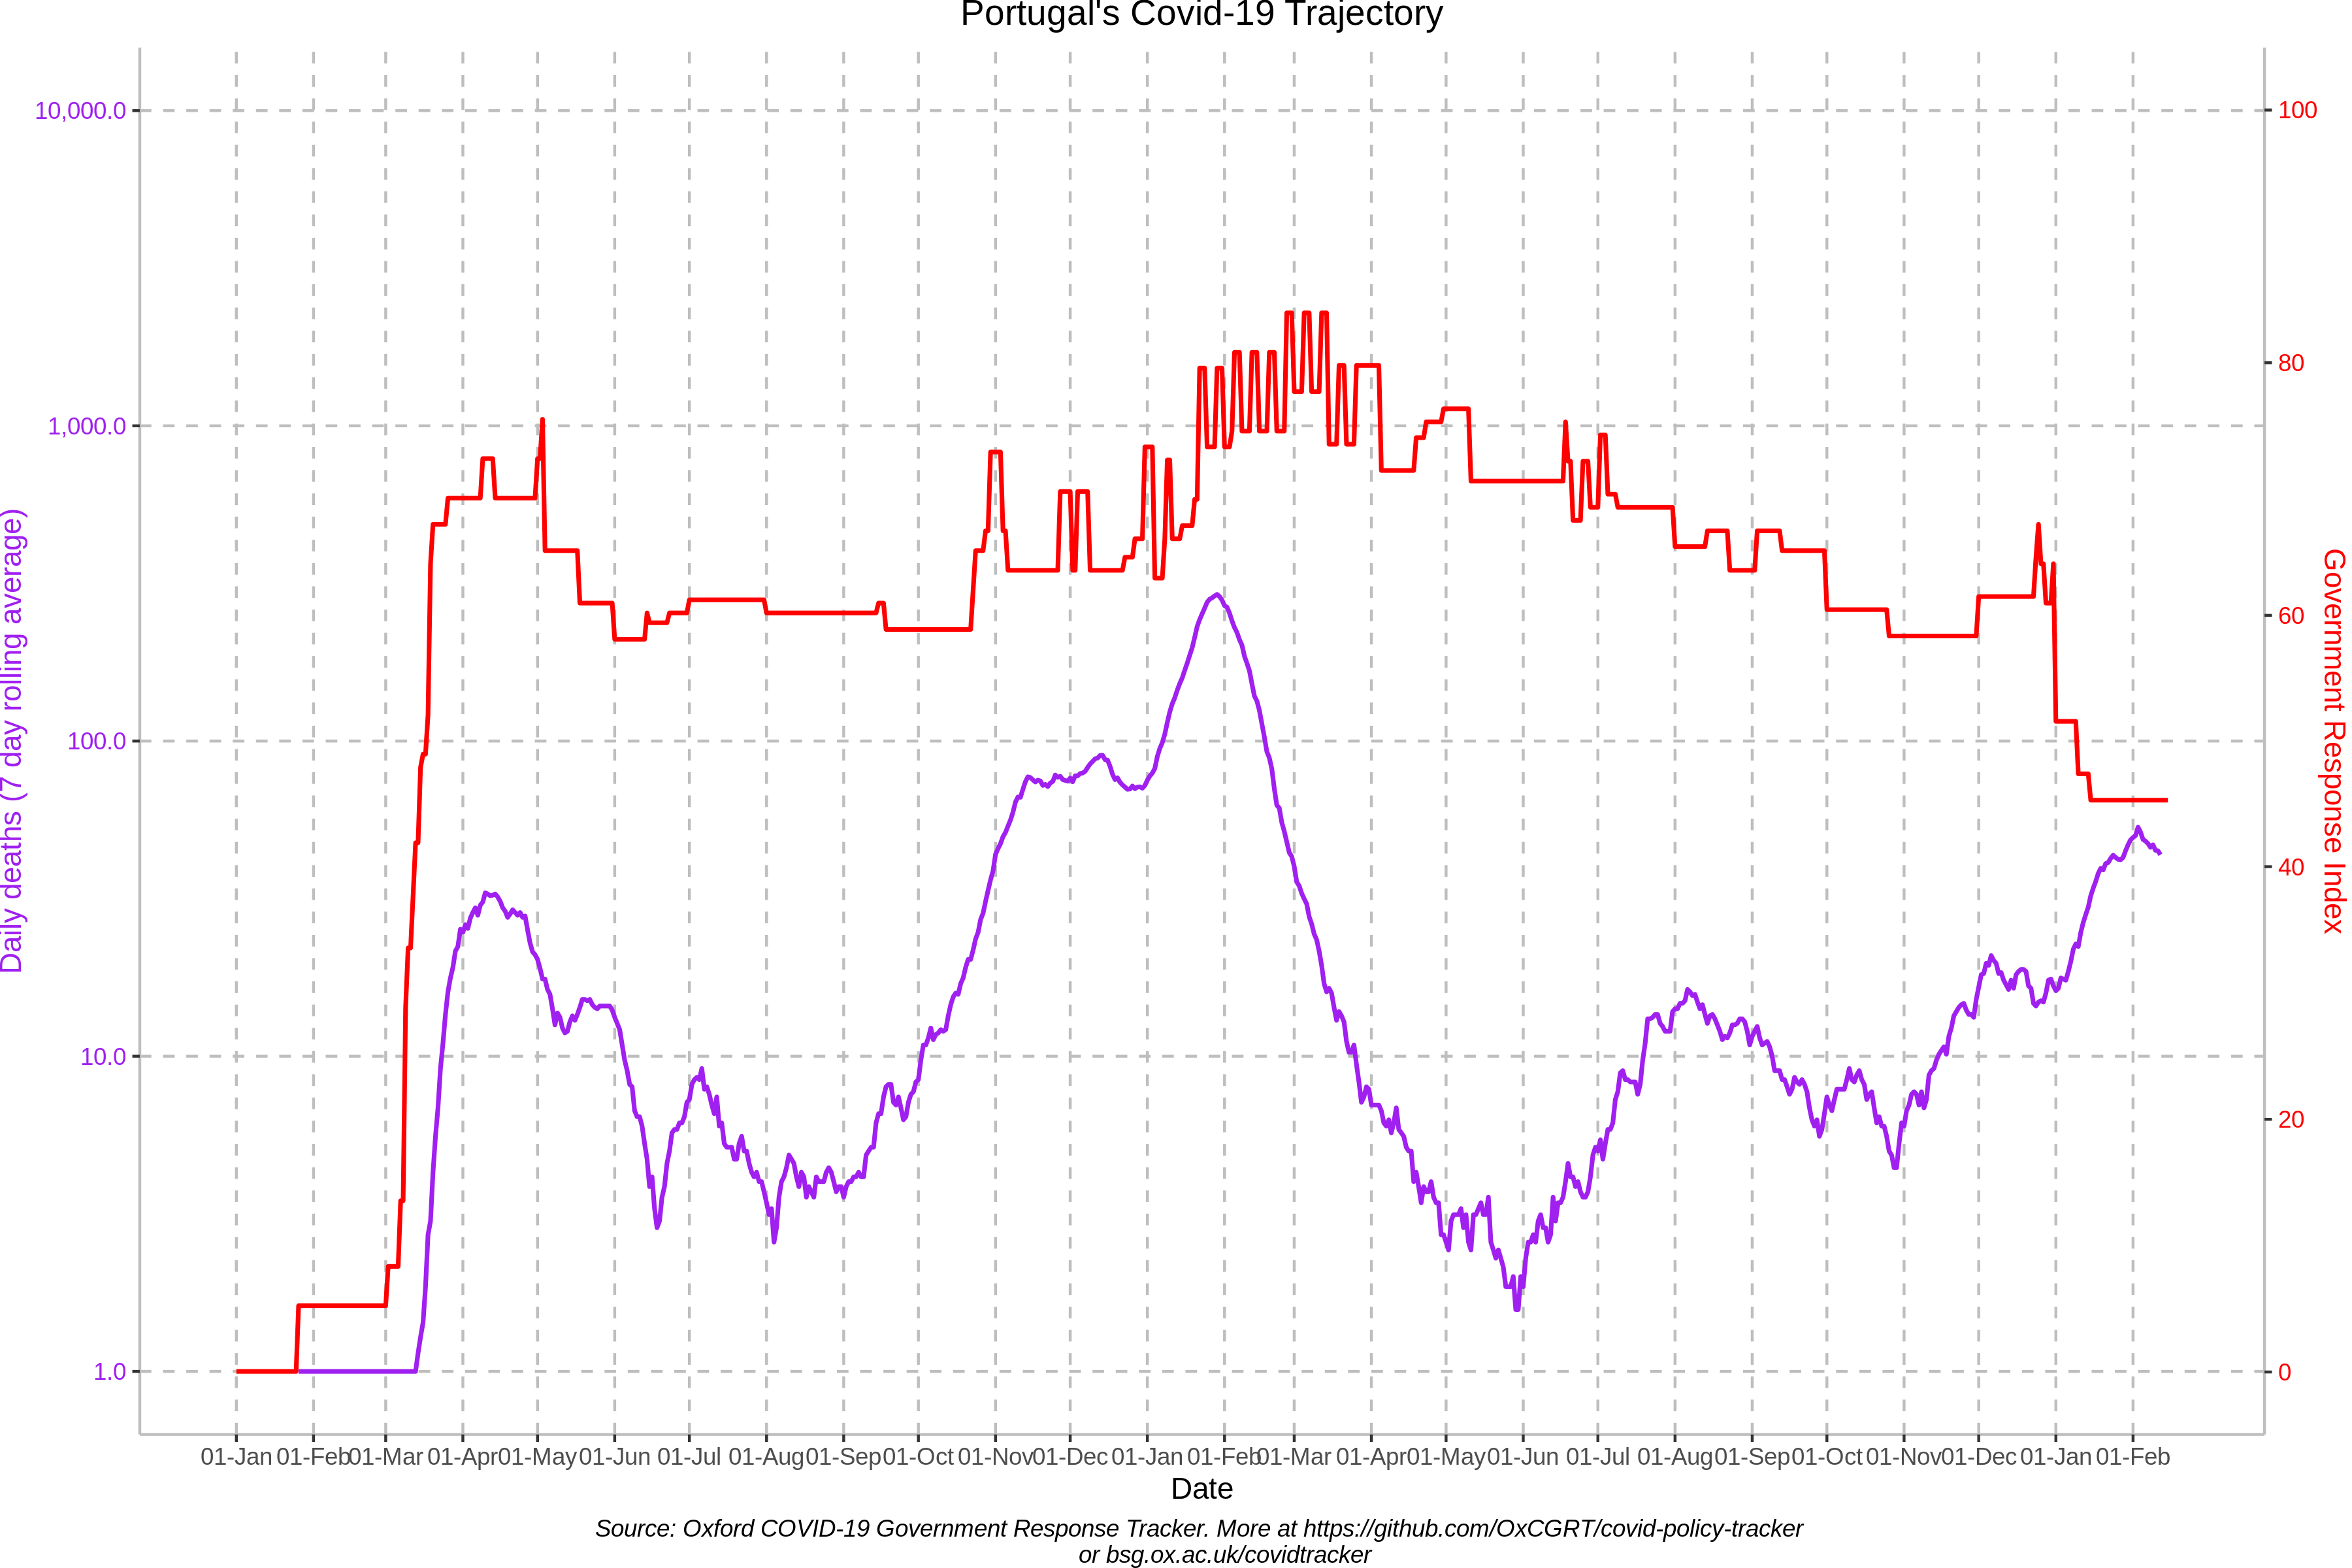 Portugal's Covid-19 Trajectory
10,000.0
1,000.0
100.0
10.0
1.0
Daily deaths (7 day rolling average)
100
80
60
40
20
0
Government Response Index
01-Jan 01-Feb 01-Mar 01-Apr 01-May 01-Jun 01-Jul 01-Aug 01-Sep 01-Oct 01-Nov 01-Dec 01-Jan 01-Feb 01-Mar 01-Apr 01-May 01-Jun 01-Jul 01-Aug 01-Sep 01-Oct 01-Nov 01-Dec 01-Jan 01-Feb
Date
Source: Oxford COVID-19 Government Response Tracker. More at https://github.com/OxCGRT/covid-policy-tracker
or bsg.ox.ac.uk/covidtracker